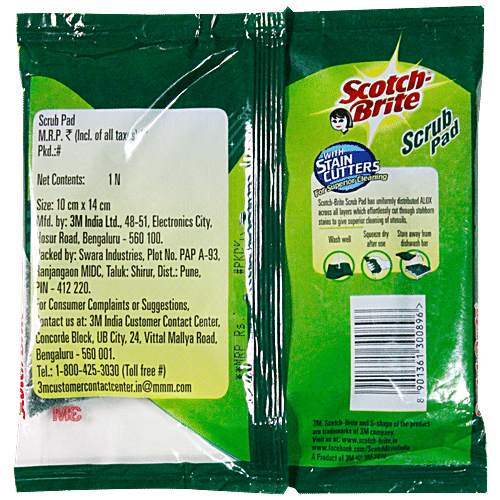 Scrub Pad
M.R.P. ₹ (Incl. of all taxes)
Pkd.:#
Net Contents: 1 N
Size: 10 cm x 14 cm
Mfd. by: 3M India Ltd., 48-51, Electronics City,
Hosur Road, Bengaluru - 560 100.
Packed by: Swara Industries, Plot No. PAP A-93,
Ranjangaon MIDC, Taluk: Shirur, Dist.: Pune,
PIN - 412 220.
For Consumer Complaints or Suggestions,
Contact us at: 3M India Customer Contact Center,
Concorde Block, UB City, 24, Vittal Mallya Road,
Bengaluru - 560 001.
Tel.: 1-800-425-3030 (Toll free #)
3mcustomercontactcenter.in@mmm.com
3M
#PKD
#MRP Rs.
Scotch-
Brite
Scrub
Pad
WITH
STAIN
CUTTERS
For Superior Cleaning
Scotch-Brite Scrub Pad has uniformly distributed ALOX
across all layers which effortlessly cut through stubborn
stains to give superior cleaning of utensils.
Wash well
Squeeze dry
after use
Store away from
dishwash bar
8 901361 300896
3M, Scotch-Brite and S-shape of the product
are trademarks of 3M company.
Visit us at: www.scotch-brite.in
www.facebook.com/ScotchBriteIndia
A Product of 3M